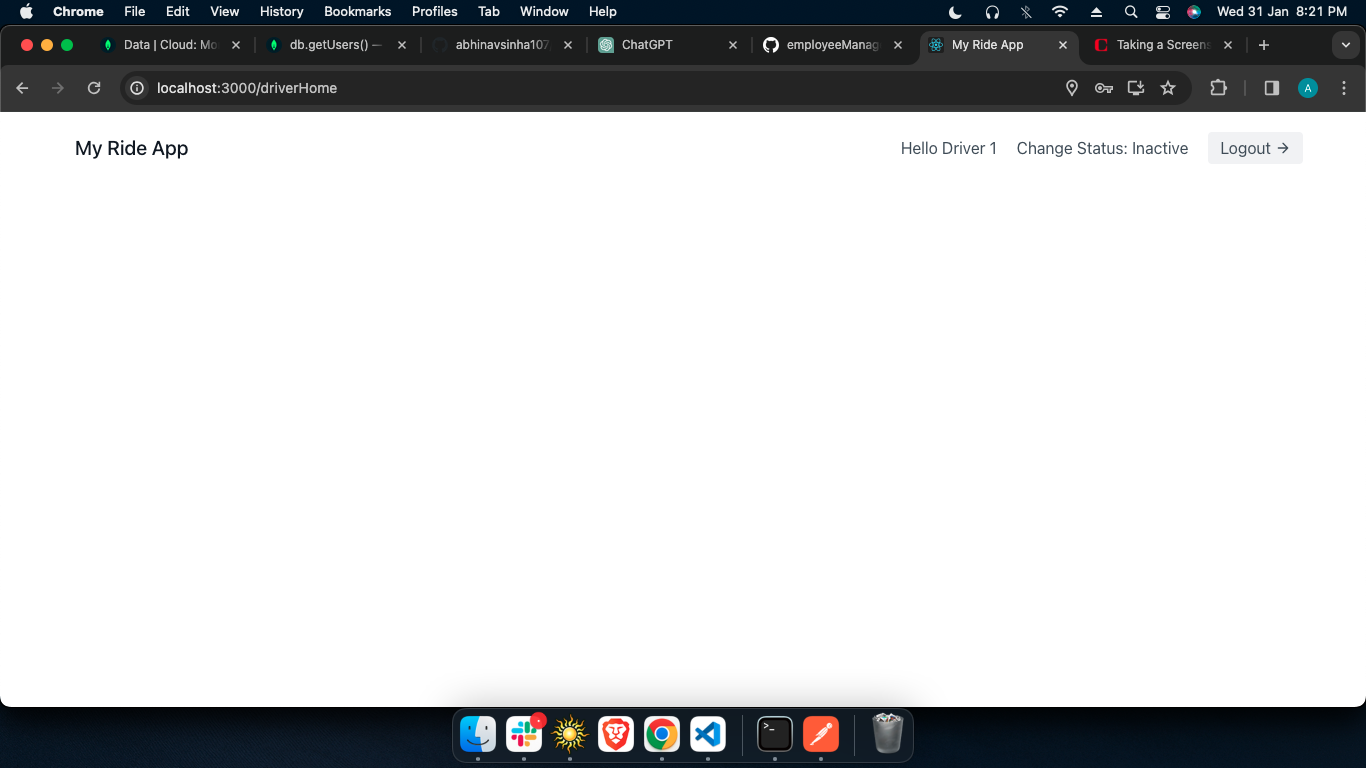 Chrome File Edit View History Bookmarks Profiles Tab Window Help Wed 31 Jan 8:21 PM
Data | Cloud: Mo db.getUsers() — abhinavsinha107 ChatGPT employeeManag My Ride App Taking a Screens
localhost:3000/driverHome A
My Ride App Hello Driver 1 Change Status: Inactive Logout →